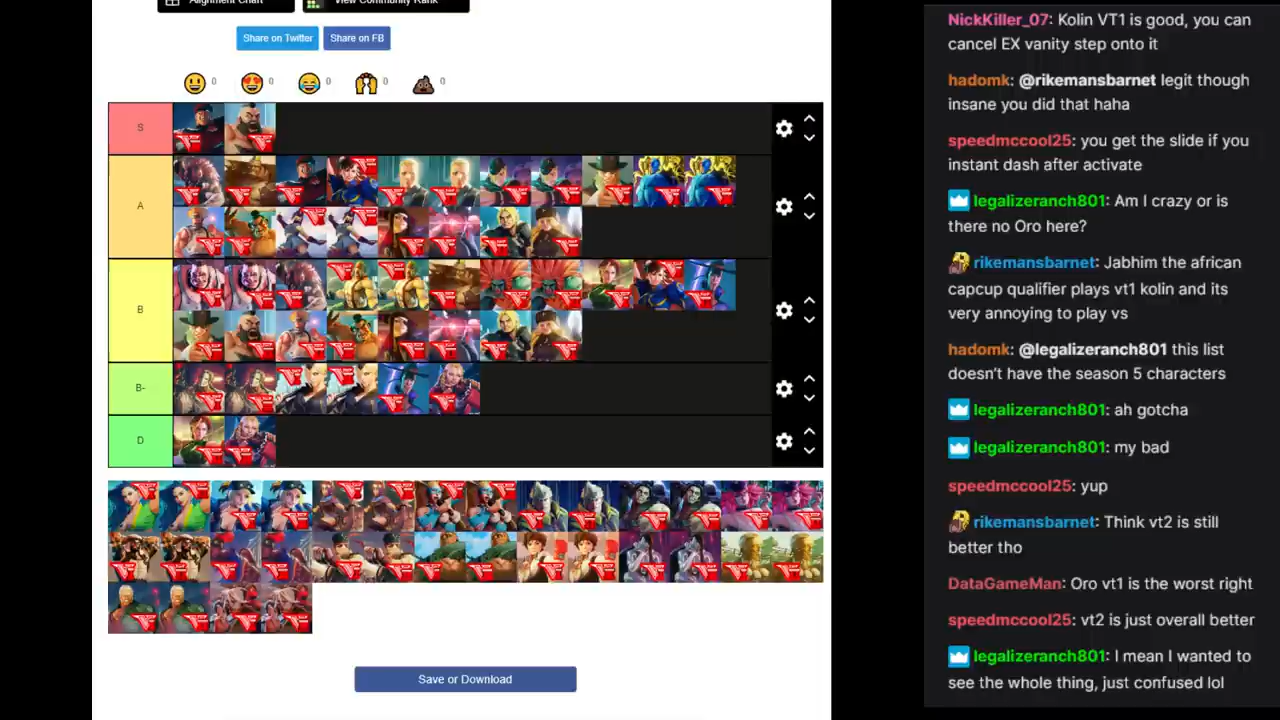 Alignment Chart
View Community Rank
Share on Twitter
Share on FB
0
0
0
0
0
S
A
B
B-
D
Save or Download
NickKiller_07: Kolin VT1 is good, you can
cancel EX vanity step onto it
hadomk: @rikemansbarnet legit though
insane you did that haha
speedmccool25: you get the slide if you
instant dash after activate
legalizeranch801: Am I crazy or is
there no Oro here?
rikemansbarnet: Jabhim the african
capcup qualifier plays vt1 kolin and its
very annoying to play vs
hadomk: @legalizeranch801 this list
doesn't have the season 5 characters
legalizeranch801: ah gotcha
legalizeranch801: my bad
speedmccool25: yup
rikemansbarnet: Think vt2 is still
better tho
DataGameMan: Oro vt1 is the worst right
speedmccool25: vt2 is just overall better
legalizeranch801: I mean I wanted to
see the whole thing, just confused lol